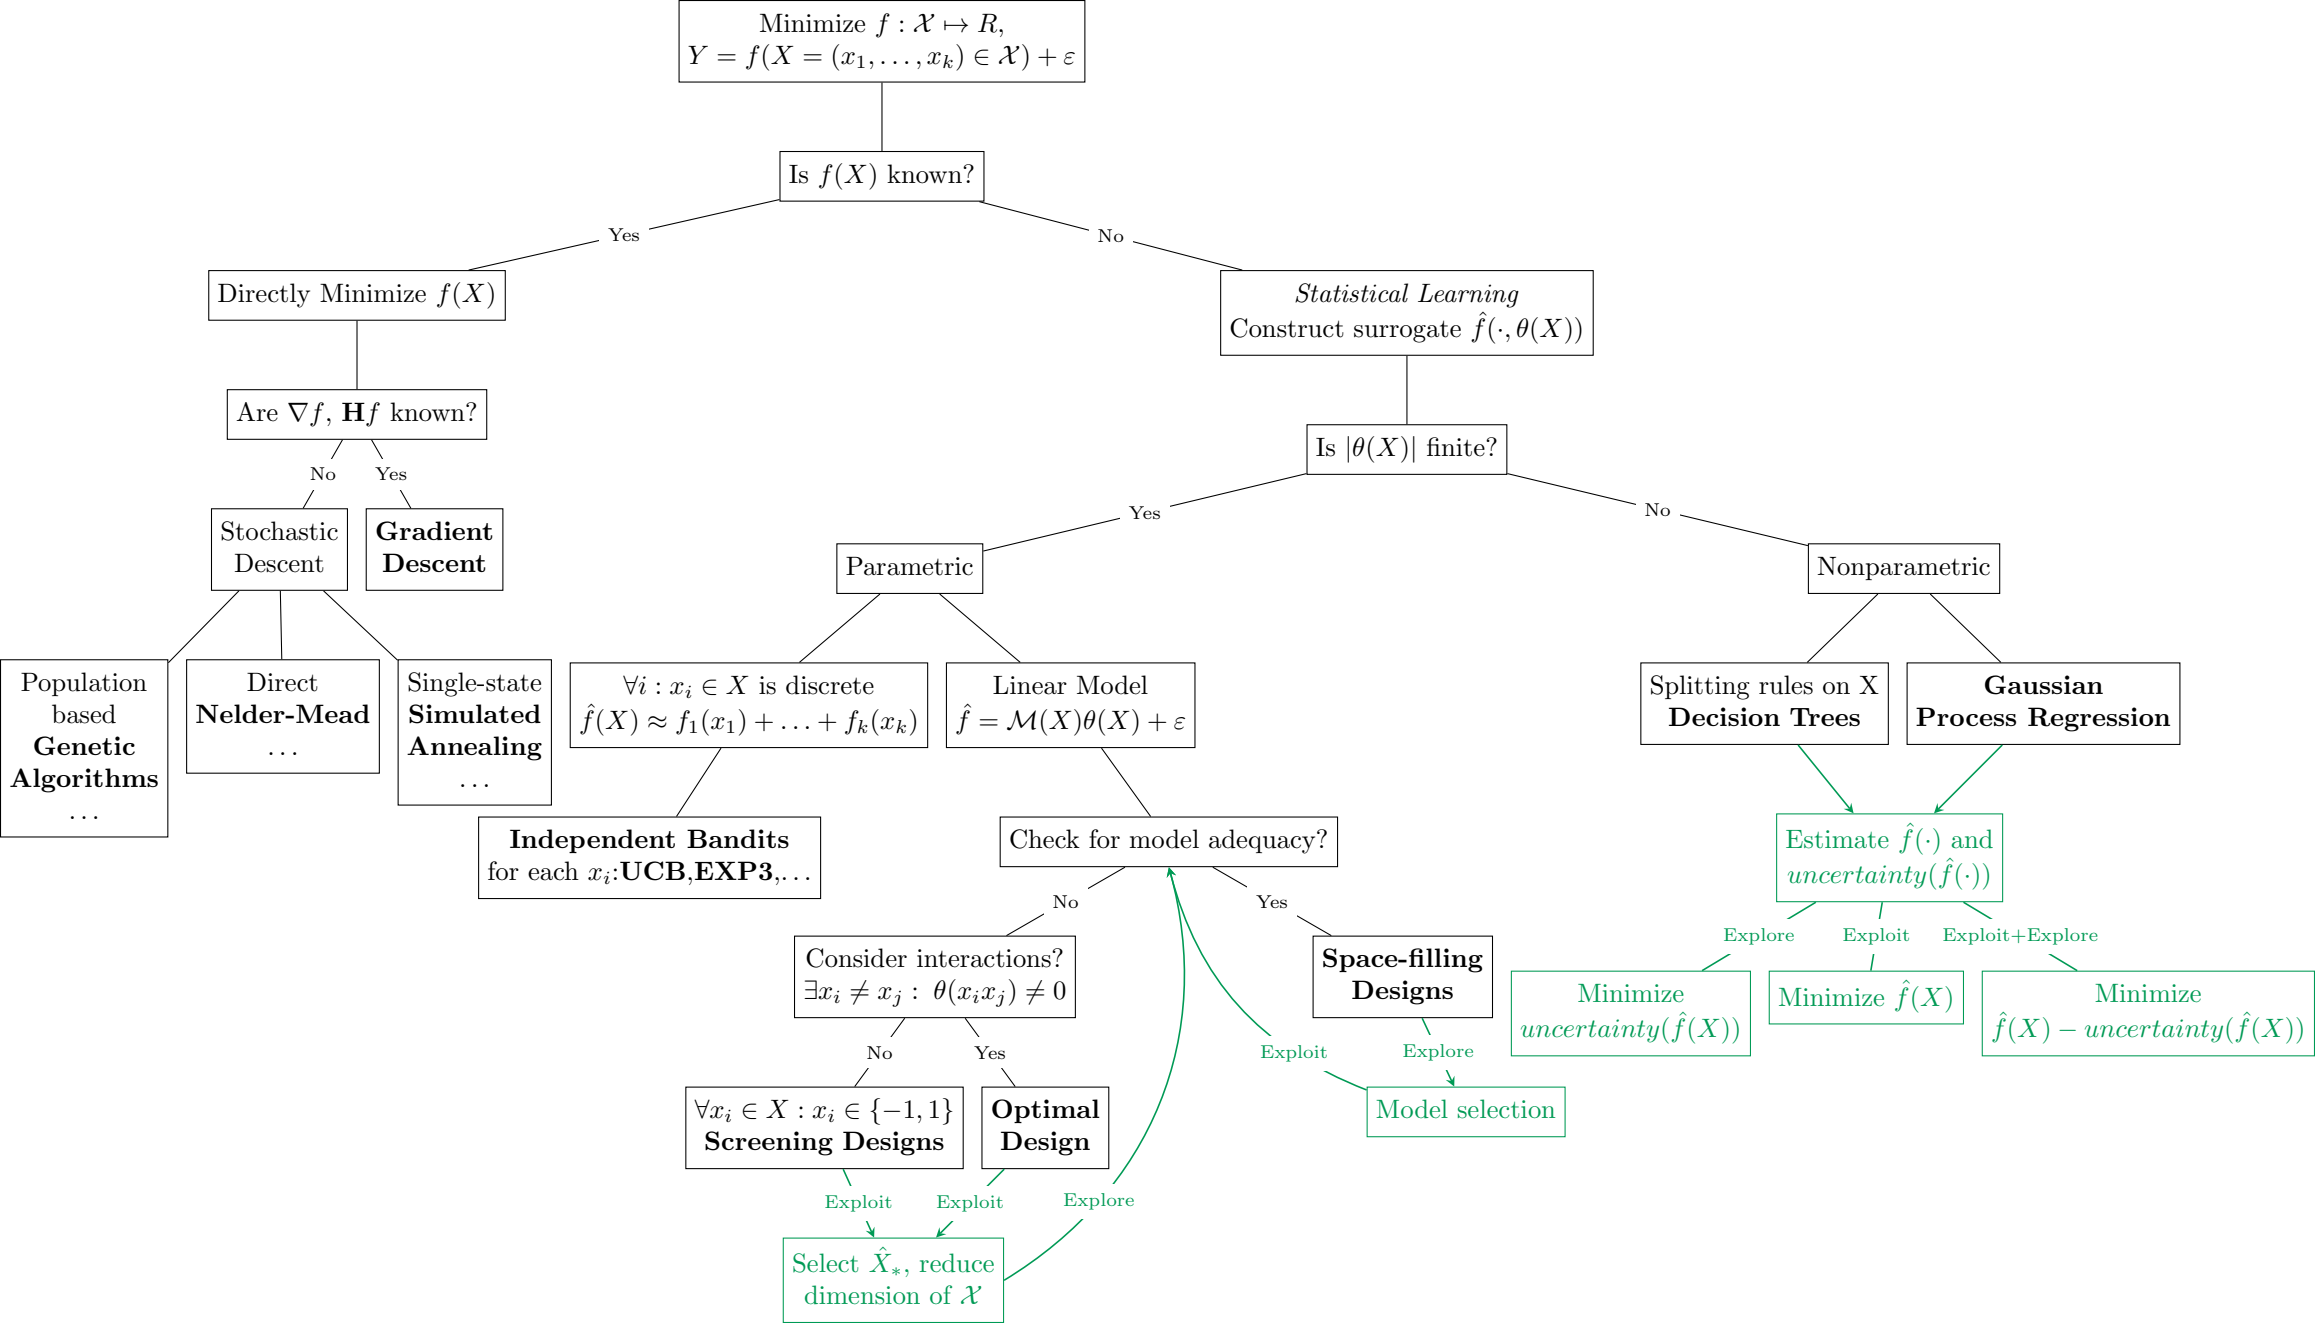 Minimize f : 𝒳 ↦ R,
Y = f(X = (x₁, . . . , xₖ) ∈ 𝒳) + ε
Is f(X) known?
Yes
No
Directly Minimize f(X)
Statistical Learning
Construct surrogate f̂(·, θ(X))
Are ∇f, Hf known?
Is |θ(X)| finite?
No
Yes
Yes
No
Stochastic
Descent
Gradient
Descent
Parametric
Nonparametric
Population
based
Genetic
Algorithms
. . .
Direct
Nelder-Mead
. . .
Single-state
Simulated
Annealing
. . .
∀i : xᵢ ∈ X is discrete
f̂(X) ≈ f₁(x₁) + . . . + fₖ(xₖ)
Linear Model
f̂ = ℳ(X)θ(X) + ε
Splitting rules on X
Decision Trees
Gaussian
Process Regression
Independent Bandits
for each xᵢ:UCB,EXP3,. . .
Check for model adequacy?
Estimate f̂(·) and
uncertainty(f̂(·))
No
Yes
Explore
Exploit
Exploit+Explore
Consider interactions?
∃xᵢ ≠ xⱼ : θ(xᵢxⱼ) ≠ 0
Space-filling
Designs
Minimize
uncertainty(f̂(X))
Minimize f̂(X)
Minimize
f̂(X) − uncertainty(f̂(X))
No
Yes
Exploit
Explore
∀xᵢ ∈ X : xᵢ ∈ {−1, 1}
Screening Designs
Optimal
Design
Model selection
Exploit
Exploit
Explore
Select X̂∗, reduce
dimension of 𝒳